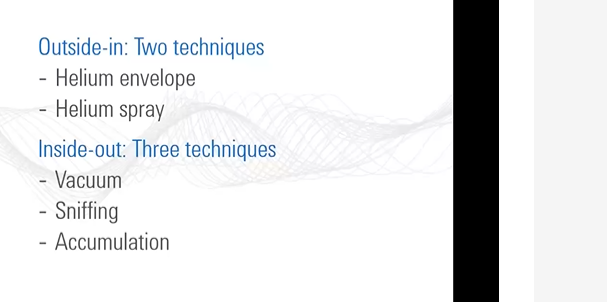 Outside-in: Two techniques
- Helium envelope
- Helium spray
Inside-out: Three techniques
- Vacuum
- Sniffing
- Accumulation